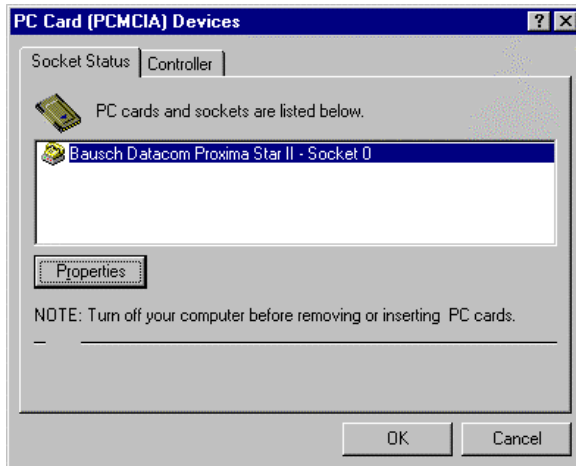 PC Card (PCMCIA) Devices
Socket Status Controller
PC cards and sockets are listed below.
Bausch Datacom Proxima Star II - Socket 0
Properties
NOTE: Turn off your computer before removing or inserting PC cards.
OK Cancel